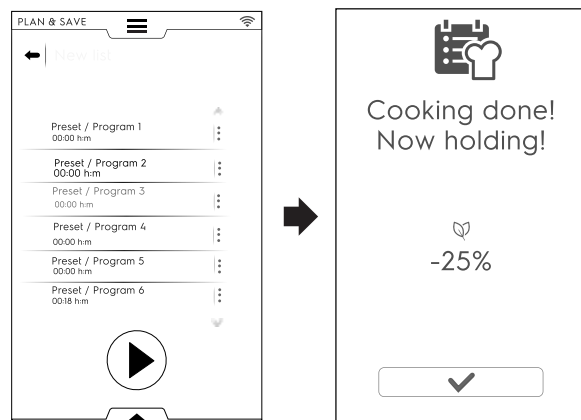 PLAN & SAVE
New list
Preset / Program 1
00:00 h:m
Preset / Program 2
00:00 h:m
Preset / Program 3
00:00 h:m
Preset / Program 4
00:00 h:m
Preset / Program 5
00:00 h:m
Preset / Program 6
00:18 h:m
Cooking done!
Now holding!
-25%